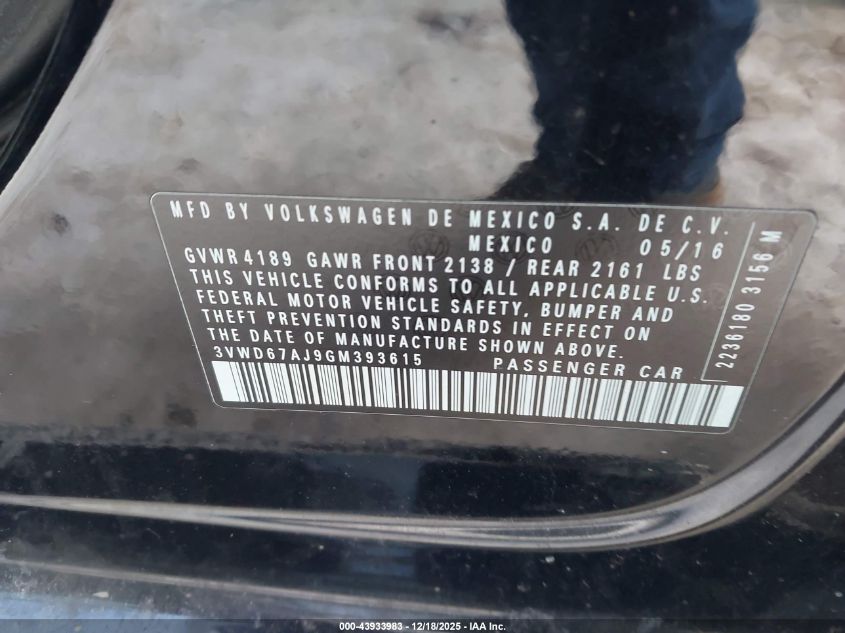 MFD BY VOLKSWAGEN DE MEXICO S.A. DE C.V.
MEXICO 05/16
GVWR 4189 GAWR FRONT 2138 / REAR 2161 LBS
THIS VEHICLE CONFORMS TO ALL APPLICABLE U.S.
FEDERAL MOTOR VEHICLE SAFETY, BUMPER AND
THEFT PREVENTION STANDARDS IN EFFECT ON
THE DATE OF MANUFACTURE SHOWN ABOVE.
3VWD67AJ9GM393615 PASSENGER CAR
2236180 3156 M
000-43933983 - 12/18/2025 - IAA Inc.